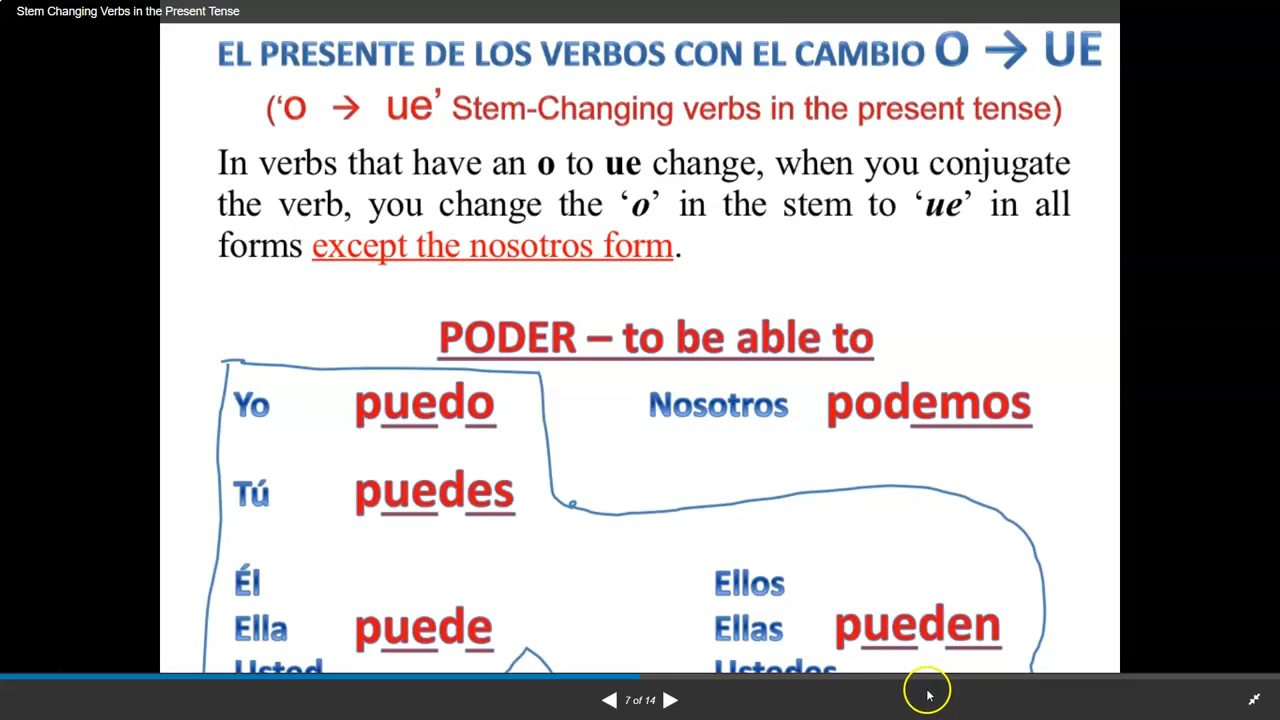 Stem Changing Verbs in the Present Tense
EL PRESENTE DE LOS VERBOS CON EL CAMBIO O → UE
(‘o → ue’ Stem-Changing verbs in the present tense)
In verbs that have an o to ue change, when you conjugate
the verb, you change the ‘o’ in the stem to ‘ue’ in all
forms except the nosotros form.
PODER – to be able to
Yo puedo Nosotros podemos
Tú puedes
Él Ellos
Ella puede Ellas pueden
Usted Ustedes
7 of 14